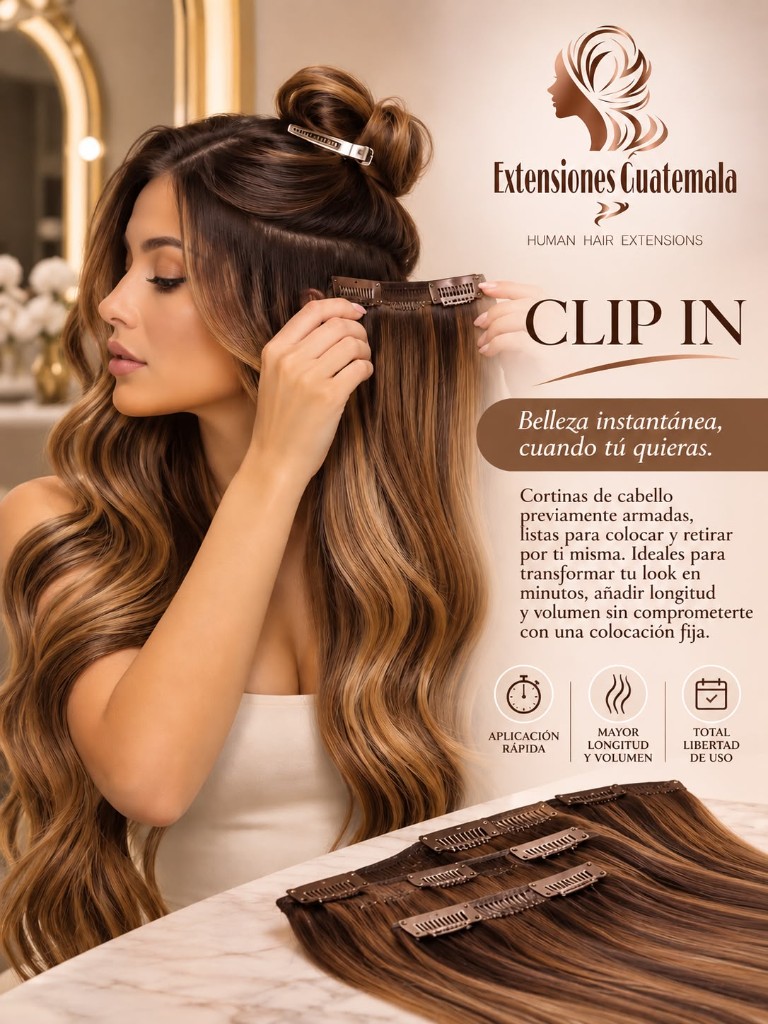 Extensiones Guatemala
HUMAN HAIR EXTENSIONS
CLIP IN
Belleza instantánea,
cuando tú quieras.
Cortinas de cabello
previamente armadas,
listas para colocar y retirar
por ti misma. Ideales para
transformar tu look en
minutos, añadir longitud
y volumen sin comprometerte
con una colocación fija.
APLICACIÓN
RÁPIDA
MAYOR
LONGITUD
Y VOLUMEN
TOTAL
LIBERTAD
DE USO